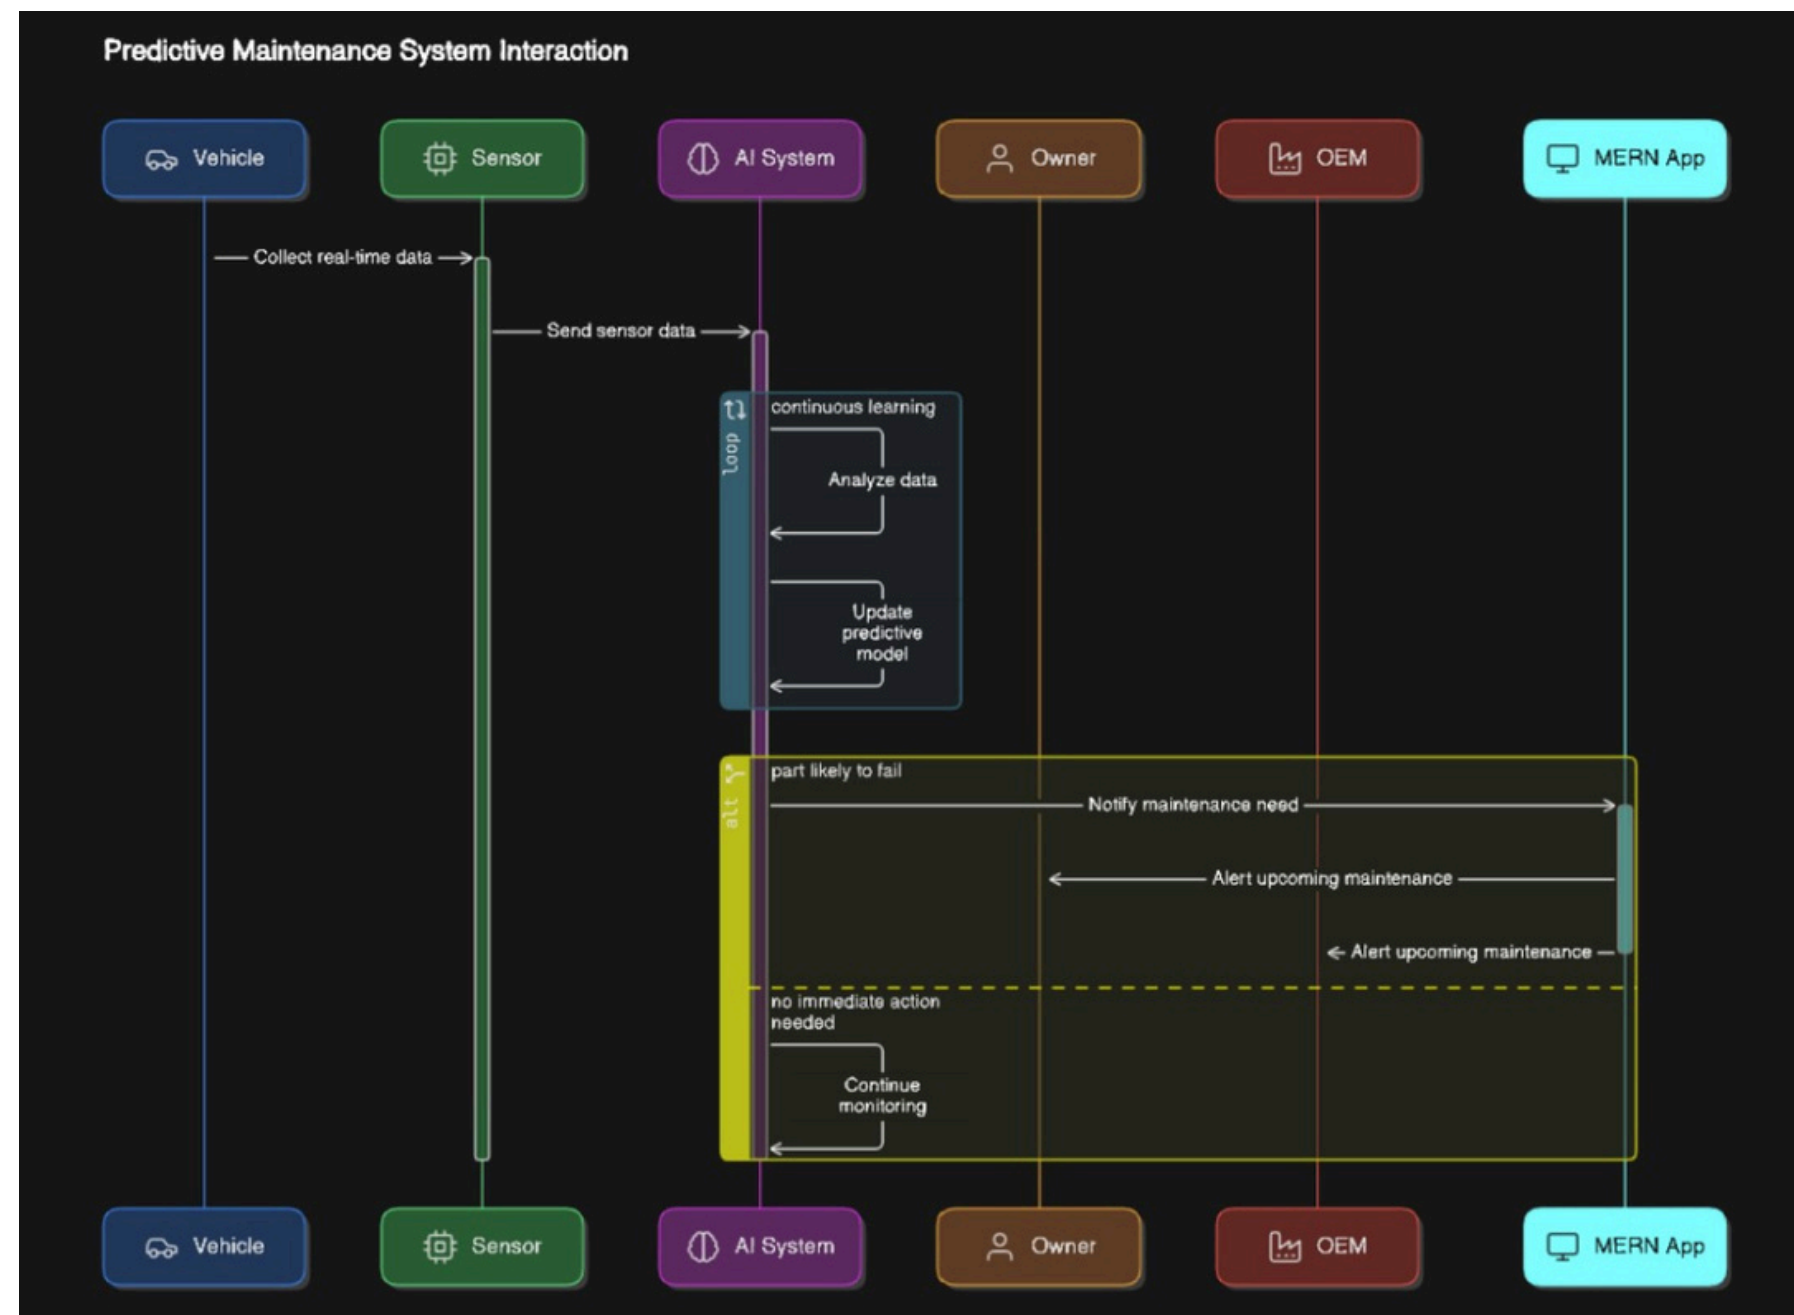 Predictive Maintenance System Interaction
Vehicle
Sensor
AI System
Owner
OEM
MERN App
Collect real-time data
Send sensor data
loop
continuous learning
Analyze data
Update
predictive
model
alt
part likely to fail
Notify maintenance need
Alert upcoming maintenance
Alert upcoming maintenance
no immediate action
needed
Continue
monitoring
Vehicle
Sensor
AI System
Owner
OEM
MERN App